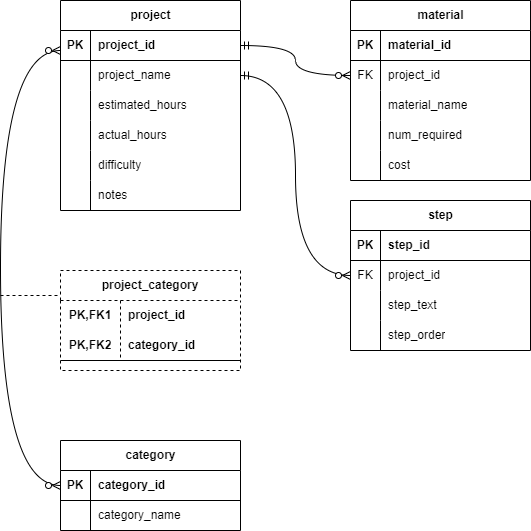 project
PK project_id
project_name
estimated_hours
actual_hours
difficulty
notes
material
PK material_id
FK project_id
material_name
num_required
cost
step
PK step_id
FK project_id
step_text
step_order
project_category
PK,FK1 project_id
PK,FK2 category_id
category
PK category_id
category_name